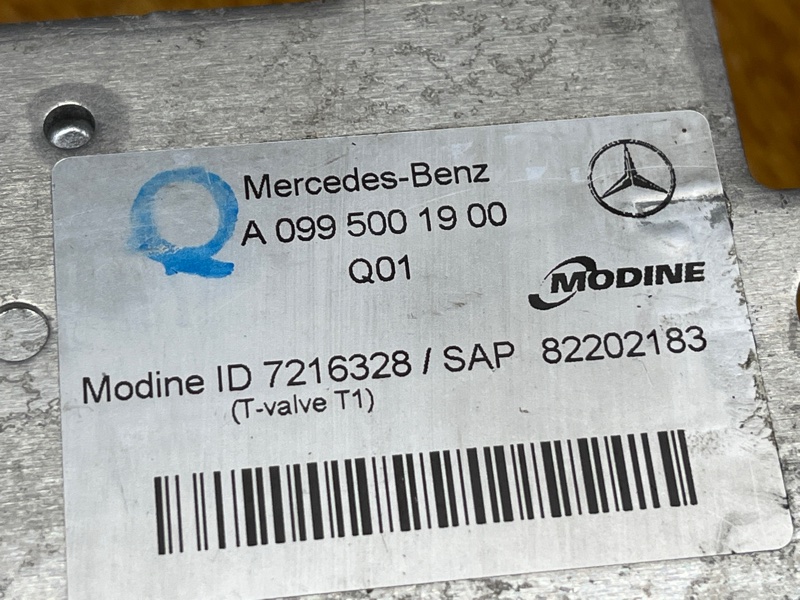 Mercedes-Benz
A 099 500 19 00
Q01
MODINE
Modine ID 7216328 / SAP 82202183
(T-valve T1)